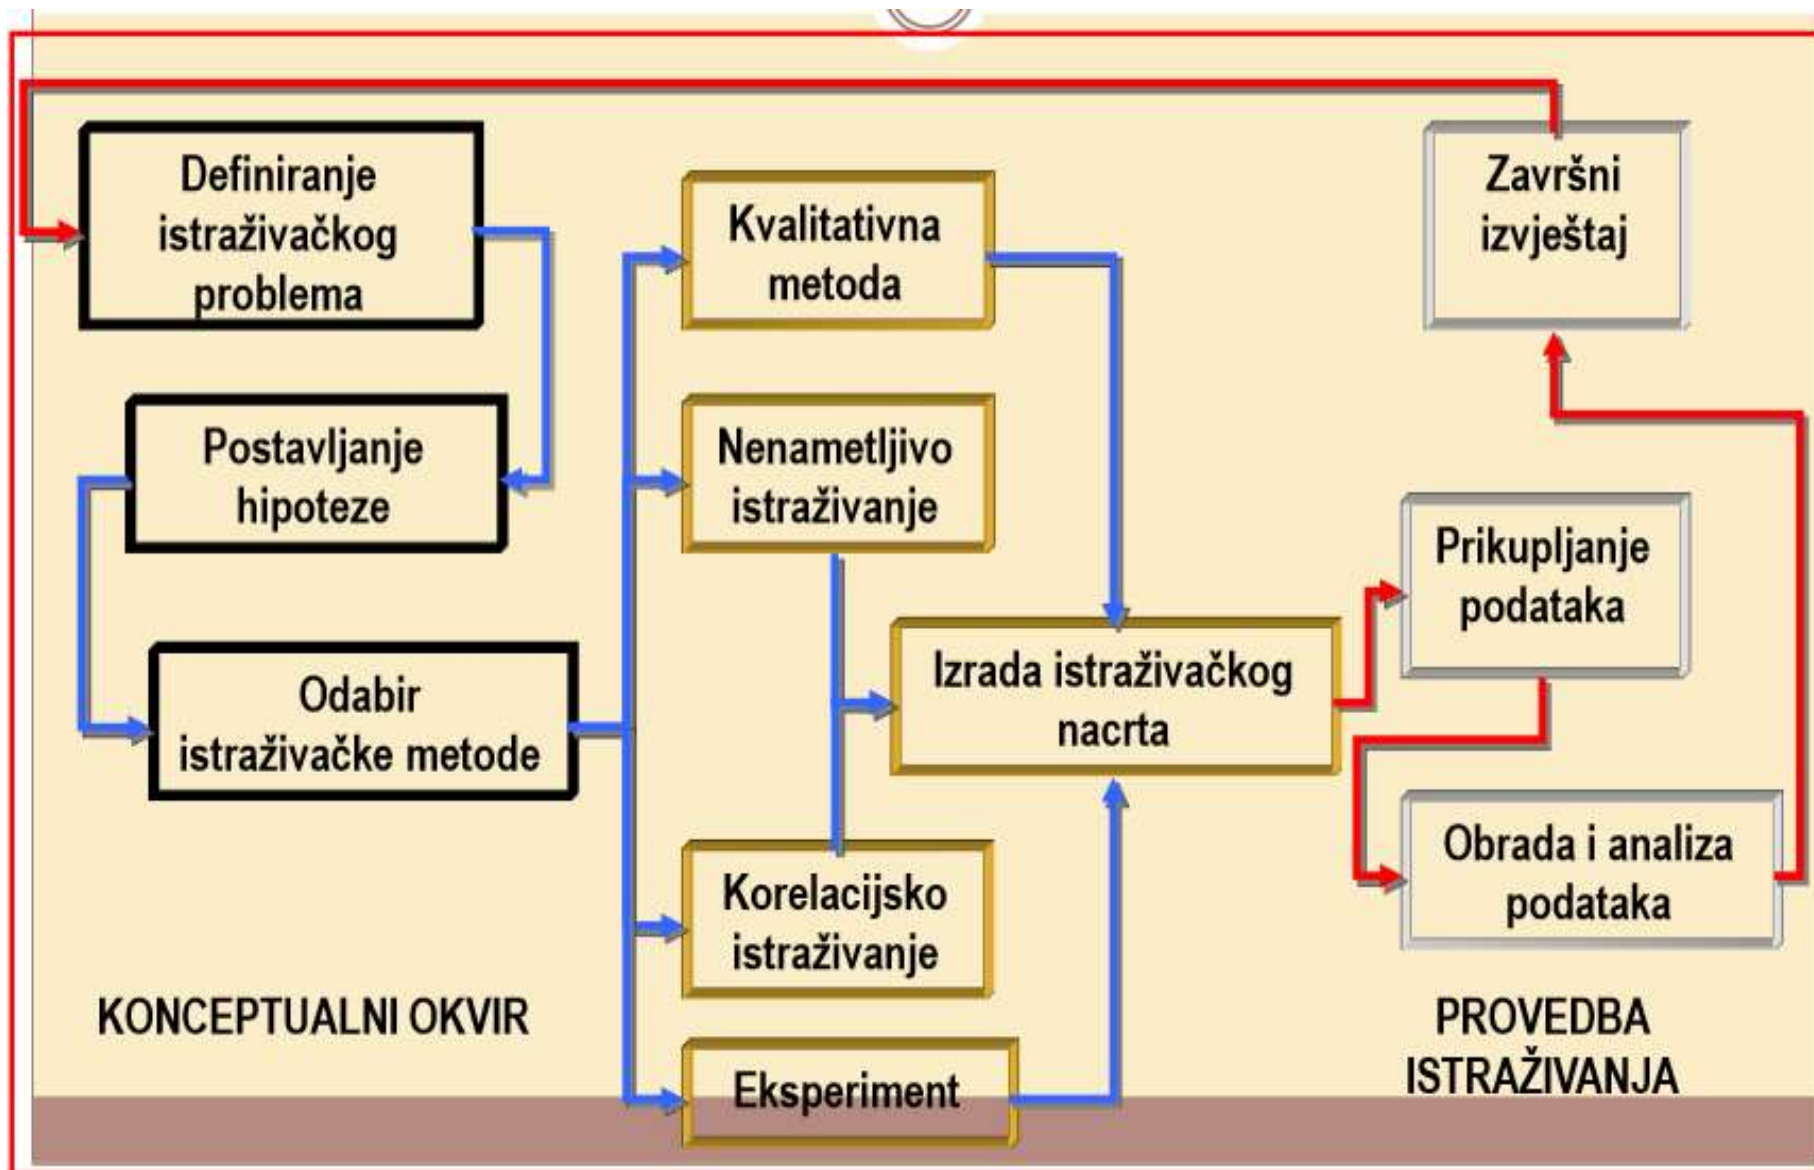 Definiranje
istraživačkog
problema
Postavljanje
hipoteze
Odabir
istraživačke metode
KONCEPTUALNI OKVIR
Kvalitativna
metoda
Nenametljivo
istraživanje
Korelacijsko
istraživanje
Eksperiment
Izrada istraživačkog
nacrta
Završni
izvještaj
Prikupljanje
podataka
Obrada i analiza
podataka
PROVEDBA
ISTRAŽIVANJA